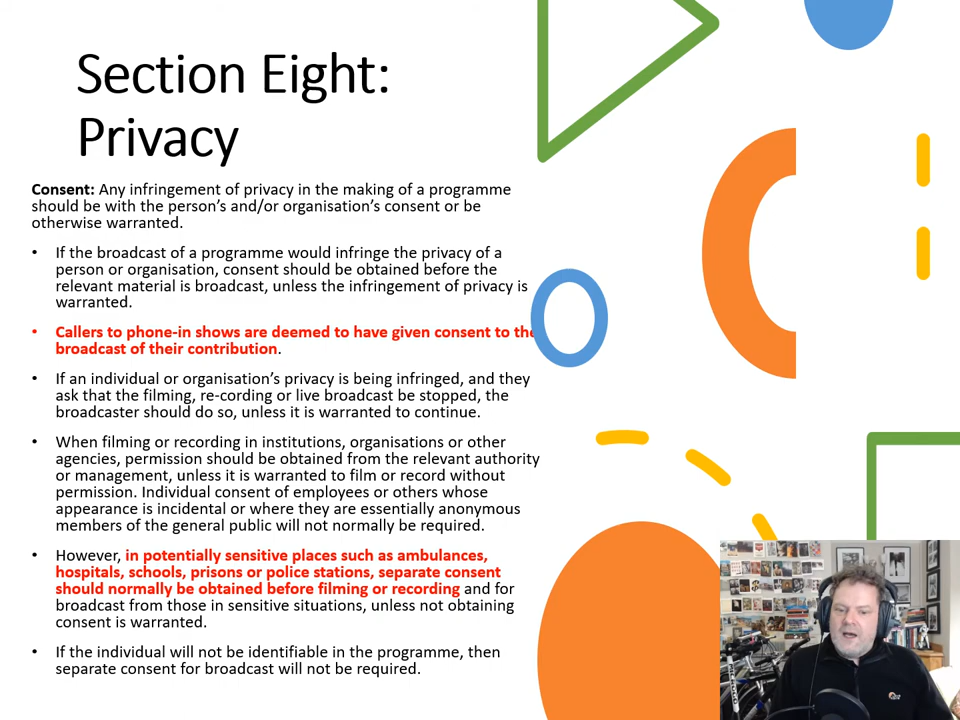 Section Eight:
Privacy
Consent: Any infringement of privacy in the making of a programme
should be with the person's and/or organisation's consent or be
otherwise warranted.
• If the broadcast of a programme would infringe the privacy of a
person or organisation, consent should be obtained before the
relevant material is broadcast, unless the infringement of privacy is
warranted.
• Callers to phone-in shows are deemed to have given consent to the
broadcast of their contribution.
• If an individual or organisation's privacy is being infringed, and they
ask that the filming, re-cording or live broadcast be stopped, the
broadcaster should do so, unless it is warranted to continue.
• When filming or recording in institutions, organisations or other
agencies, permission should be obtained from the relevant authority
or management, unless it is warranted to film or record without
permission. Individual consent of employees or others whose
appearance is incidental or where they are essentially anonymous
members of the general public will not normally be required.
• However, in potentially sensitive places such as ambulances,
hospitals, schools, prisons or police stations, separate consent
should normally be obtained before filming or recording and for
broadcast from those in sensitive situations, unless not obtaining
consent is warranted.
• If the individual will not be identifiable in the programme, then
separate consent for broadcast will not be required.